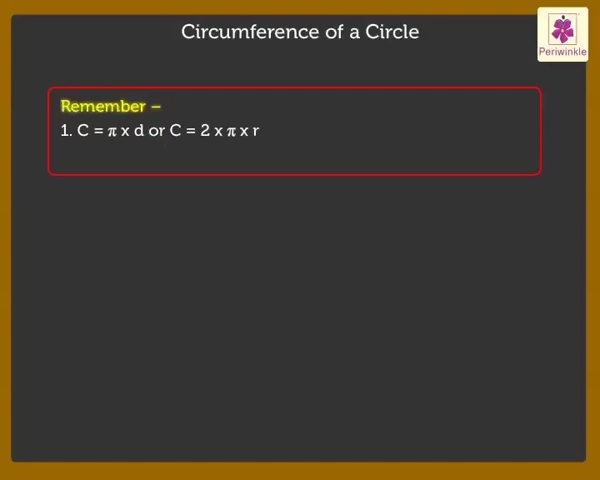 Circumference of a Circle
Periwinkle
Remember –
1. C = π x d or C = 2 x π x r